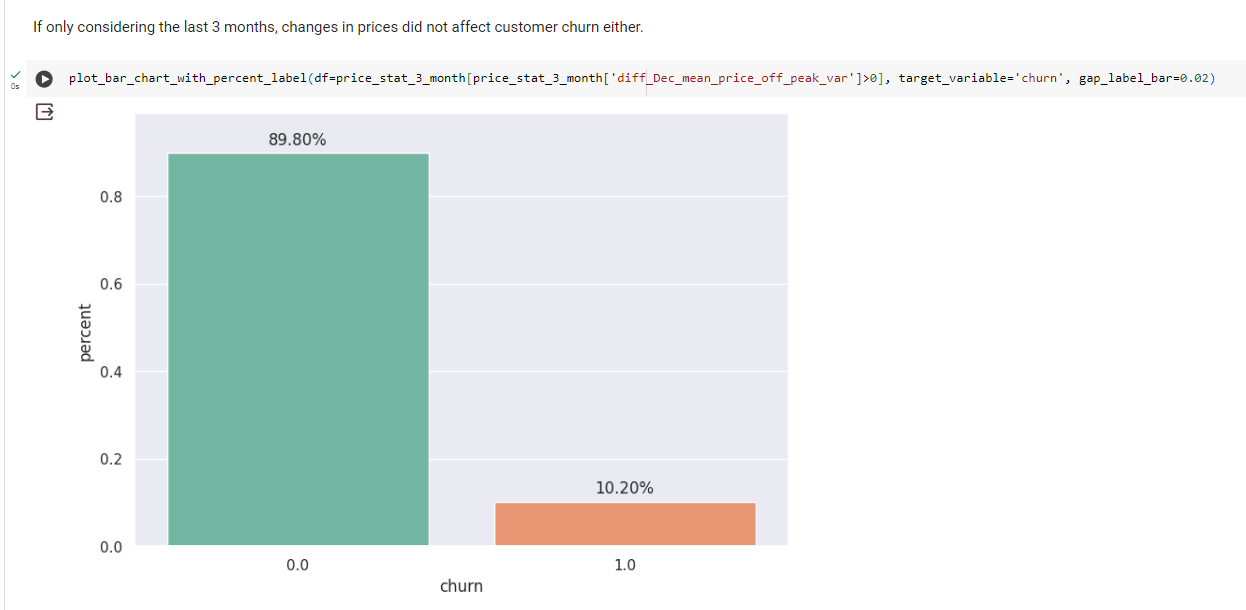 If only considering the last 3 months, changes in prices did not affect customer churn either.
0s
plot_bar_chart_with_percent_label(df=price_stat_3_month[price_stat_3_month['diff_Dec_mean_price_off_peak_var']>0], target_variable='churn', gap_label_bar=0.02)
89.80%
0.8
0.6
percent
0.4
0.2
10.20%
0.0
0.0 1.0
churn